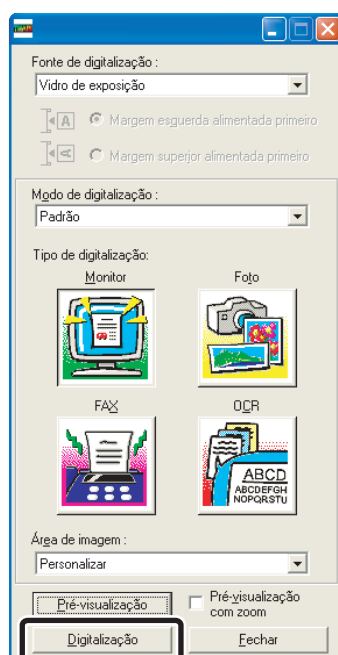 Fonte de digitalização :
Vidro de exposição
A
Margem esguerda alimentada primeiro
A
Margem superjor alimentada primeiro
Modo de digitalização :
Padrão
Tipo de digitalização:
Monitor
Foto
FAX
OCR
ABCD
ABCDEFGH
NOPQRSTU
Área de imagem :
Personalizar
Pré-visualização
Pré-visualização
com zoom
Digitalização
Fechar